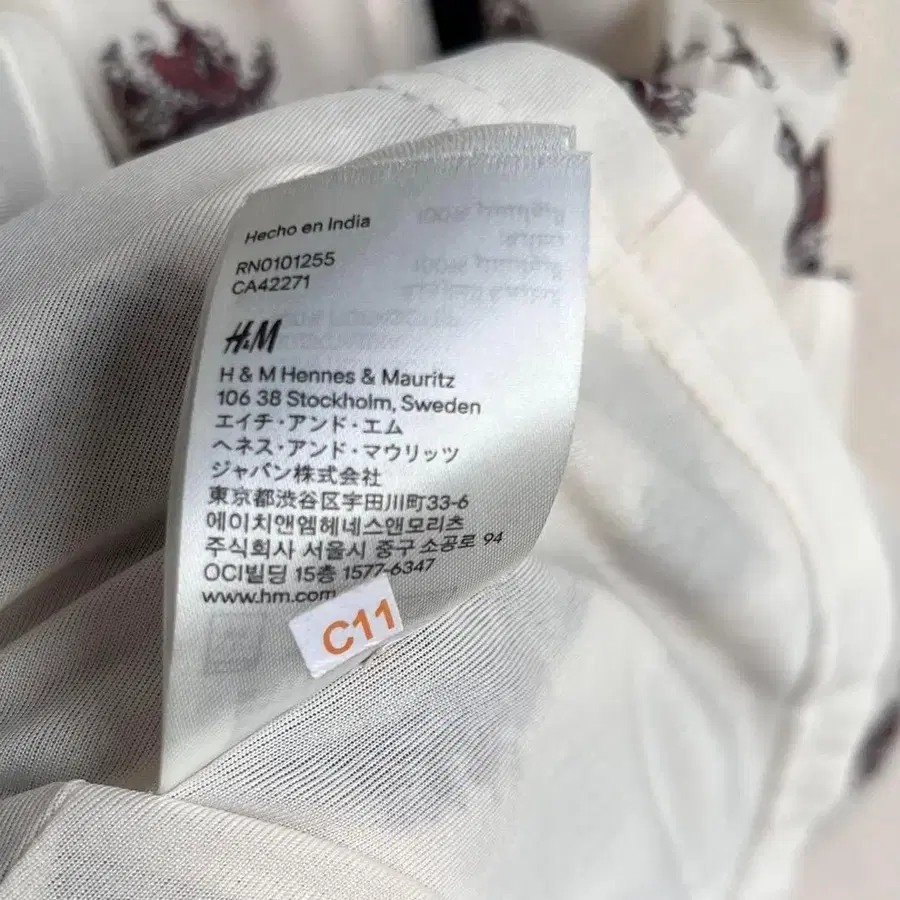 Hecho en India
RN0101255
CA42271
H&M
H & M Hennes & Mauritz
106 38 Stockholm, Sweden
エイチ・アンド・エム
ヘネス・アンド・マウリッツ
ジャパン株式会社
東京都渋谷区宇田川町33-6
에이치앤엠헤네스앤모리츠
주식회사 서울시 중구 소공로 94
OCI빌딩 15층 1577-6347
www.hm.com
C11